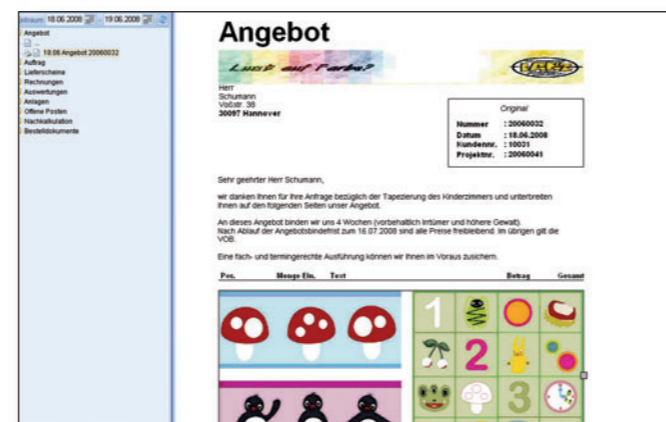 Zeitraum 18.06.2008 - 19.06.2008
Angebot
...
18.06 Angebot 20060032
Auftrag
Lieferscheine
Rechnungen
Auswertungen
Anlagen
Offene Posten
Nachkalkulation
Bestelldokumente
Angebot
Lust auf Farbe?
Herr
Schumann
Voßstr. 38
30097 Hannover
Original
Nummer : 20060032
Datum : 18.06.2008
Kundennr. : 10031
Projektnr. : 20060041
Sehr geehrter Herr Schumann,
wir danken Ihnen für Ihre Anfrage bezüglich der Tapezierung des Kinderzimmers und unterbreiten
Ihnen auf den folgenden Seiten unser Angebot.
An dieses Angebot binden wir uns 4 Wochen (vorbehaltlich Irrtümer und höhere Gewalt).
Nach Ablauf der Angebotsbindefrist zum 16.07.2008 sind alle Preise freibleibend. Im übrigen gilt die
VOB.
Eine fach- und termingerechte Ausführung können wir Ihnen im Voraus zusichern.
Pos. Menge Ein. Text Betrag Gesamt
1
2
3